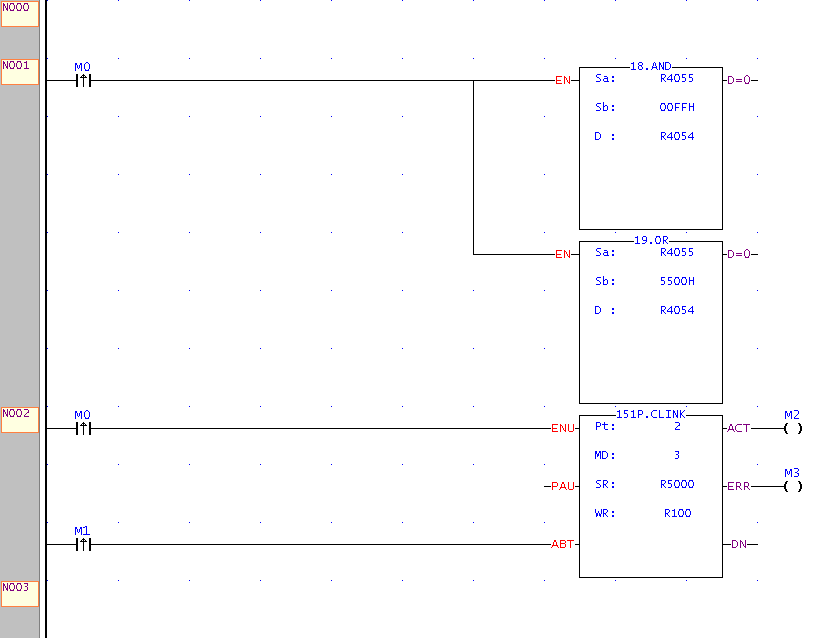 N000
N001
M0
18.AND
EN
Sa: R4055
D=0
Sb: 00FFH
D : R4054
19.OR
EN
Sa: R4055
D=0
Sb: 5500H
D : R4054
N002
M0
151P.CLINK
M2
ENU
Pt: 2
ACT
( )
MD: 3
M3
PAU
SR: R5000
ERR
( )
WR: R100
M1
ABT
DN
N003